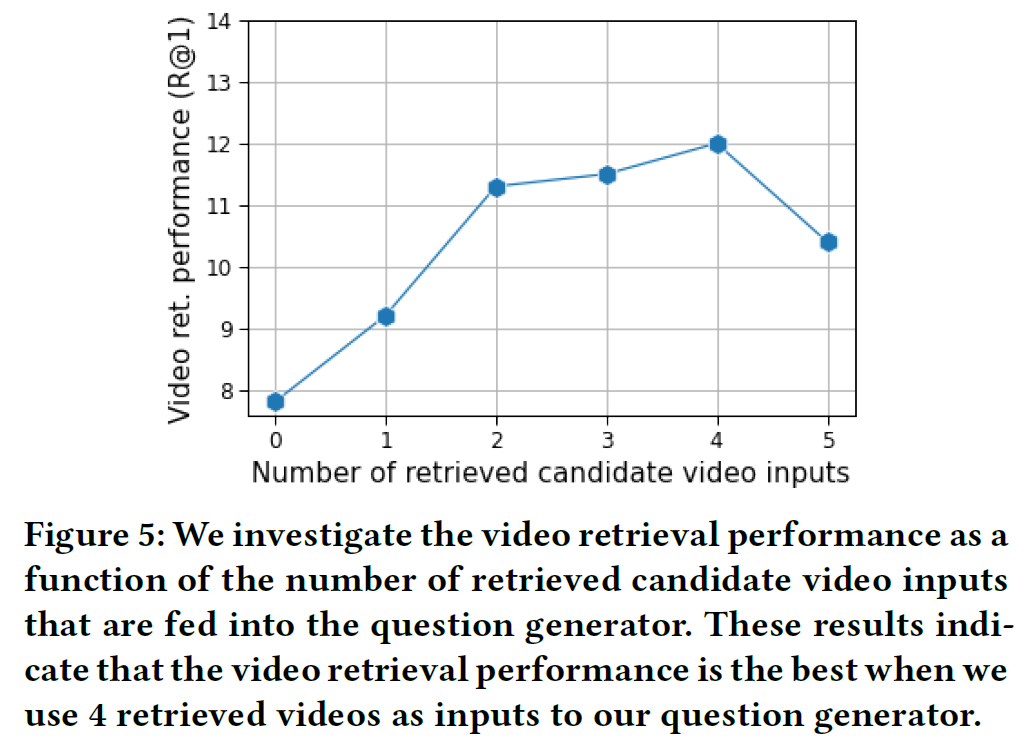 14
13
12
11
10
9
8
Video ret. performance (R@1)
0 1 2 3 4 5
Number of retrieved candidate video inputs
Figure 5: We investigate the video retrieval performance as a
function of the number of retrieved candidate video inputs
that are fed into the question generator. These results indi-
cate that the video retrieval performance is the best when we
use 4 retrieved videos as inputs to our question generator.